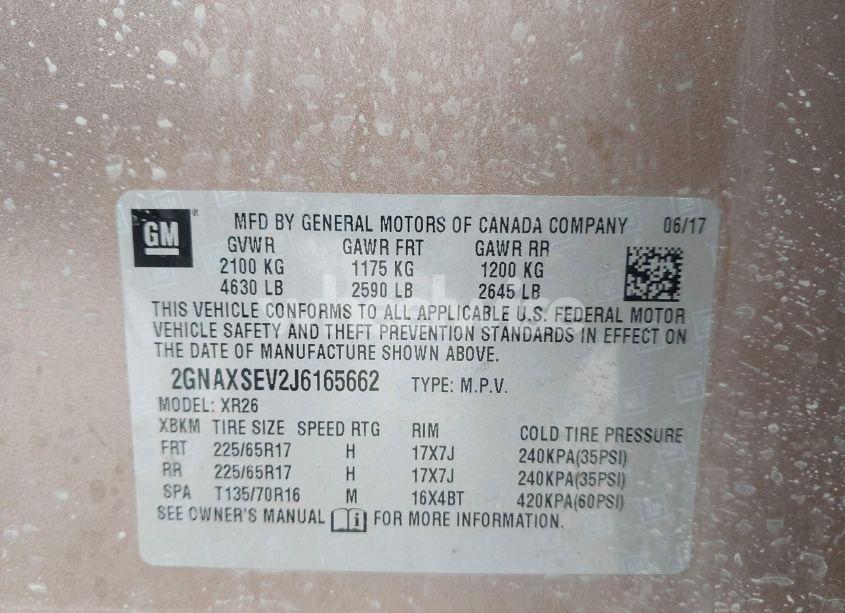 GM® MFD BY GENERAL MOTORS OF CANADA COMPANY 06/17
GVWR GAWR FRT GAWR RR
2100 KG 1175 KG 1200 KG
4630 LB 2590 LB 2645 LB
THIS VEHICLE CONFORMS TO ALL APPLICABLE U.S. FEDERAL MOTOR
VEHICLE SAFETY AND THEFT PREVENTION STANDARDS IN EFFECT ON
THE DATE OF MANUFACTURE SHOWN ABOVE.
2GNAXSEV2J6165662 TYPE: M.P.V.
MODEL: XR26
XBKM TIRE SIZE SPEED RTG RIM COLD TIRE PRESSURE
FRT 225/65R17 H 17X7J 240KPA(35PSI)
RR 225/65R17 H 17X7J 240KPA(35PSI)
SPA T135/70R16 M 16X4BT 420KPA(60PSI)
SEE OWNER'S MANUAL FOR MORE INFORMATION.